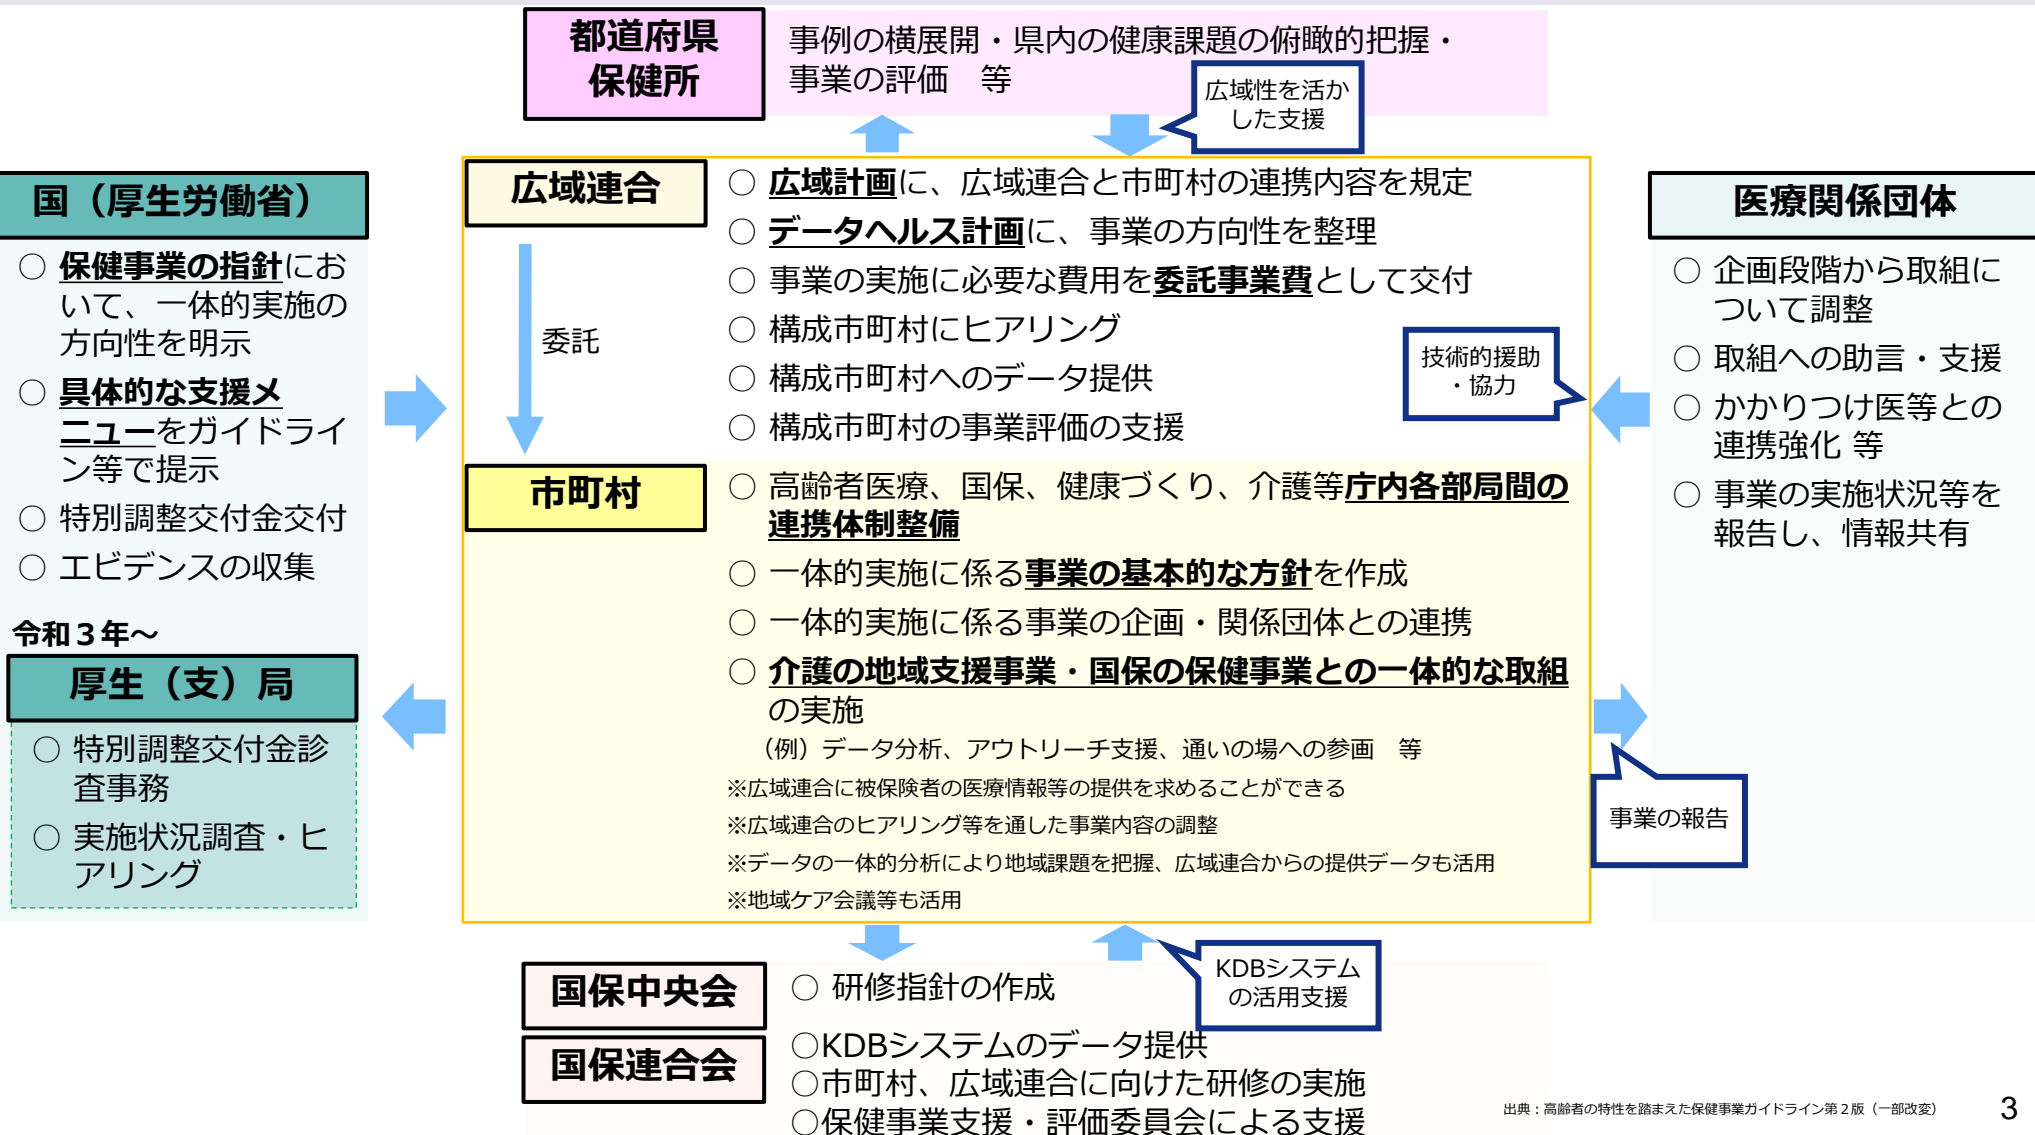 都道府県
保健所
事例の横展開・県内の健康課題の俯瞰的把握・
事業の評価　等
広域性を活か
した支援
国（厚生労働省）
○ 保健事業の指針にお
いて、一体的実施の
方向性を明示
○ 具体的な支援メ
ニューをガイドライ
ン等で提示
○ 特別調整交付金交付
○ エビデンスの収集
令和３年～
厚生（支）局
○ 特別調整交付金診
査事務
○ 実施状況調査・ヒ
アリング
広域連合
○ 広域計画に、広域連合と市町村の連携内容を規定
○ データヘルス計画に、事業の方向性を整理
○ 事業の実施に必要な費用を委託事業費として交付
○ 構成市町村にヒアリング
○ 構成市町村へのデータ提供
○ 構成市町村の事業評価の支援
委託
技術的援助
・協力
市町村
○ 高齢者医療、国保、健康づくり、介護等庁内各部局間の
連携体制整備
○ 一体的実施に係る事業の基本的な方針を作成
○ 一体的実施に係る事業の企画・関係団体との連携
○ 介護の地域支援事業・国保の保健事業との一体的な取組
の実施
（例）データ分析、アウトリーチ支援、通いの場への参画　等
※広域連合に被保険者の医療情報等の提供を求めることができる
※広域連合のヒアリング等を通した事業内容の調整
※データの一体的分析により地域課題を把握、広域連合からの提供データも活用
※地域ケア会議等も活用
医療関係団体
○ 企画段階から取組に
ついて調整
○ 取組への助言・支援
○ かかりつけ医等との
連携強化 等
○ 事業の実施状況等を
報告し、情報共有
事業の報告
国保中央会
○ 研修指針の作成
KDBシステム
の活用支援
国保連合会
○KDBシステムのデータ提供
○市町村、広域連合に向けた研修の実施
○保健事業支援・評価委員会による支援
出典：高齢者の特性を踏まえた保健事業ガイドライン第２版（一部改変）
3